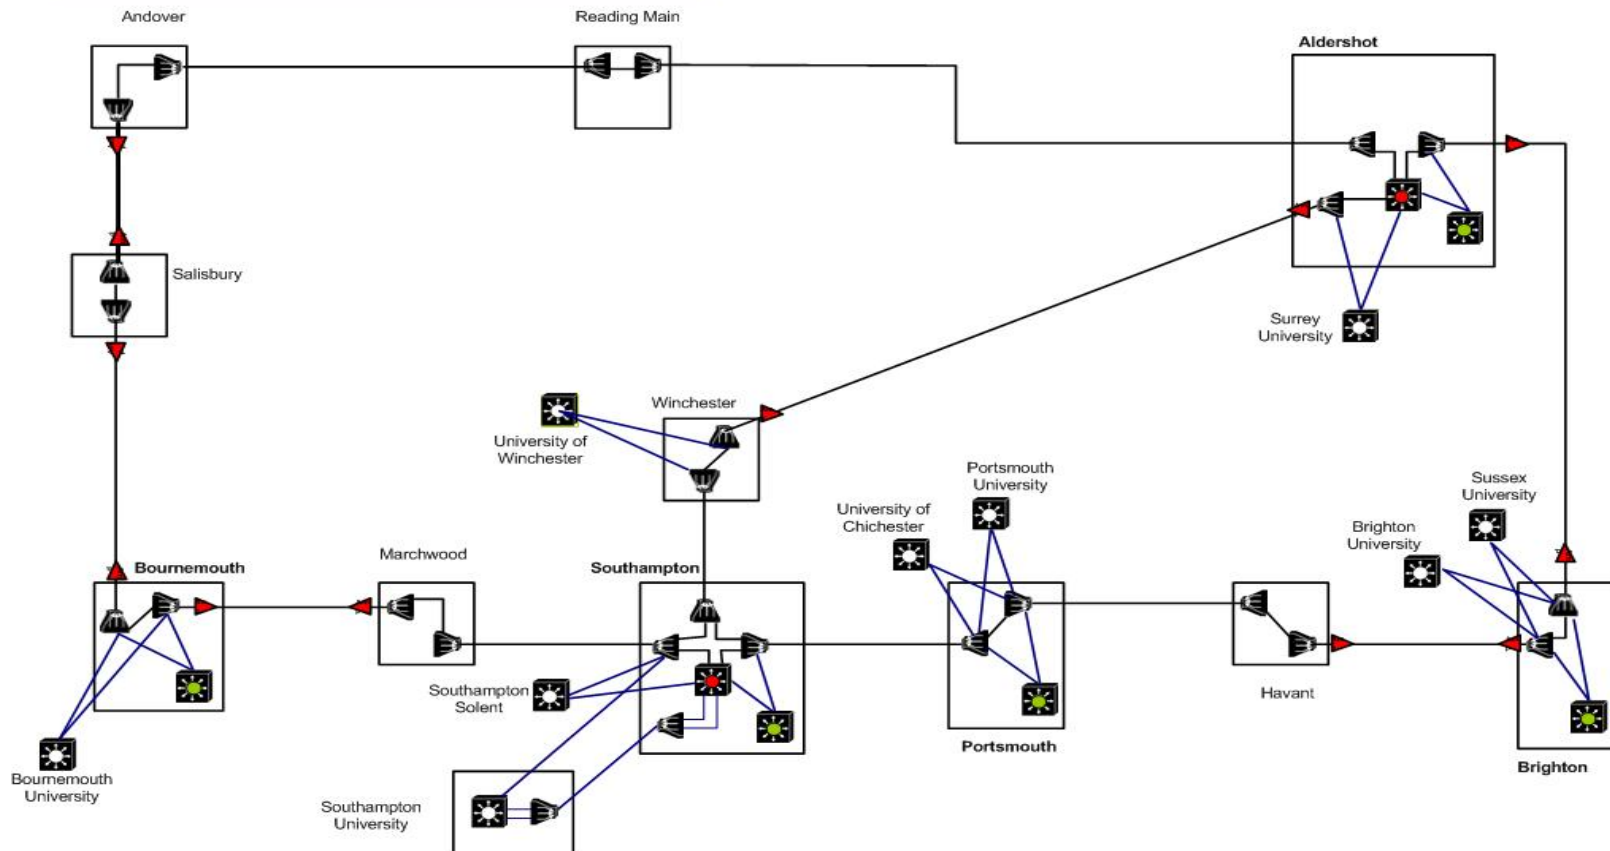 Andover
Reading Main
Aldershot
Salisbury
Surrey
University
Winchester
University of
Winchester
Portsmouth
University
University of
Chichester
Sussex
University
Brighton
University
Marchwood
Bournemouth
Southampton
Southampton
Solent
Havant
Portsmouth
Brighton
Bournemouth
University
Southampton
University